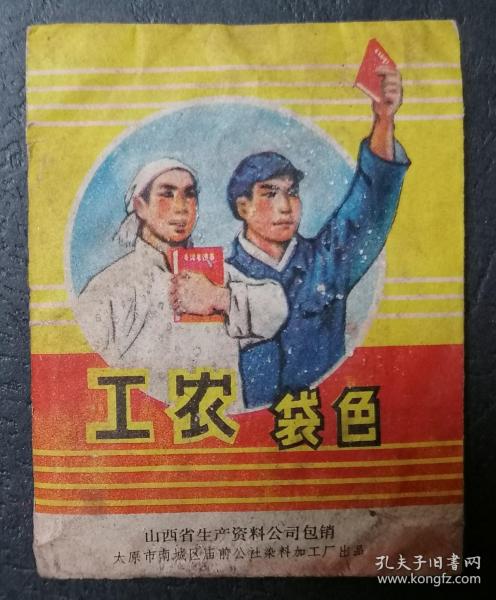 毛泽东选集
工农 袋色
山西省生产资料公司包销
太原市南城区庙前公社染料加工厂出品
孔夫子旧书网
www.kongfz.com